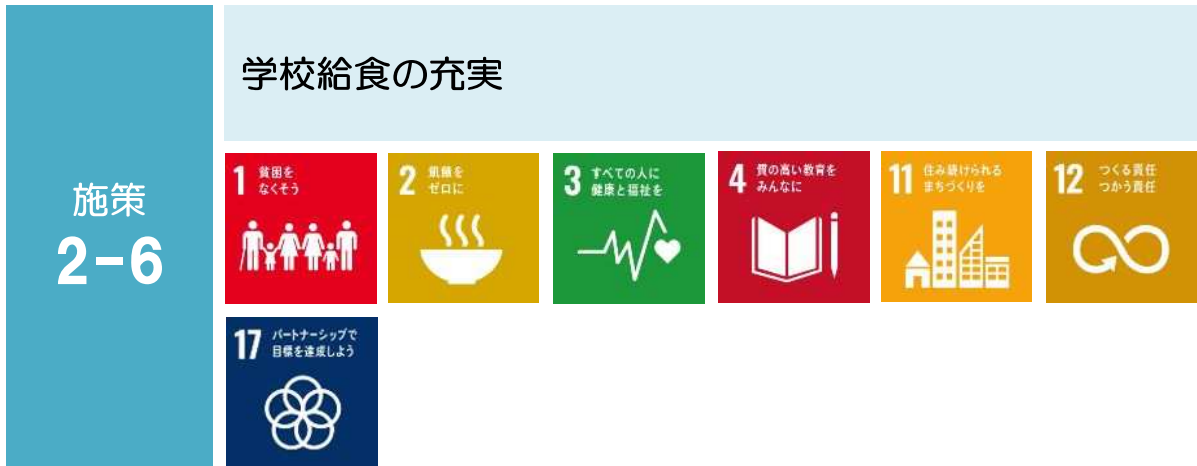 学校給食の充実
施策
2-6
1 貧困を
なくそう
2 飢餓を
ゼロに
3 すべての人に
健康と福祉を
4 質の高い教育を
みんなに
11 住み続けられる
まちづくりを
12 つくる責任
つかう責任
17 パートナーシップで
目標を達成しよう